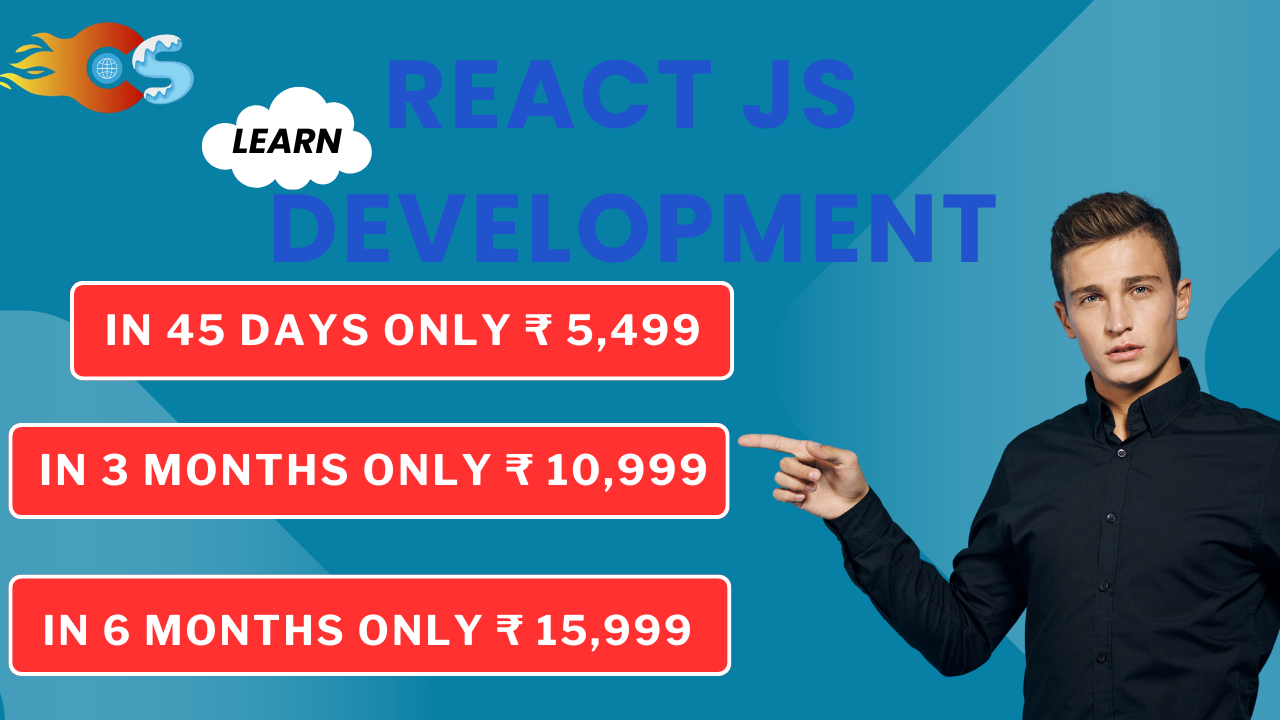 CS
REACT JS
LEARN
DEVELOPMENT
IN 45 DAYS ONLY ₹ 5,499
IN 3 MONTHS ONLY ₹ 10,999
IN 6 MONTHS ONLY ₹ 15,999